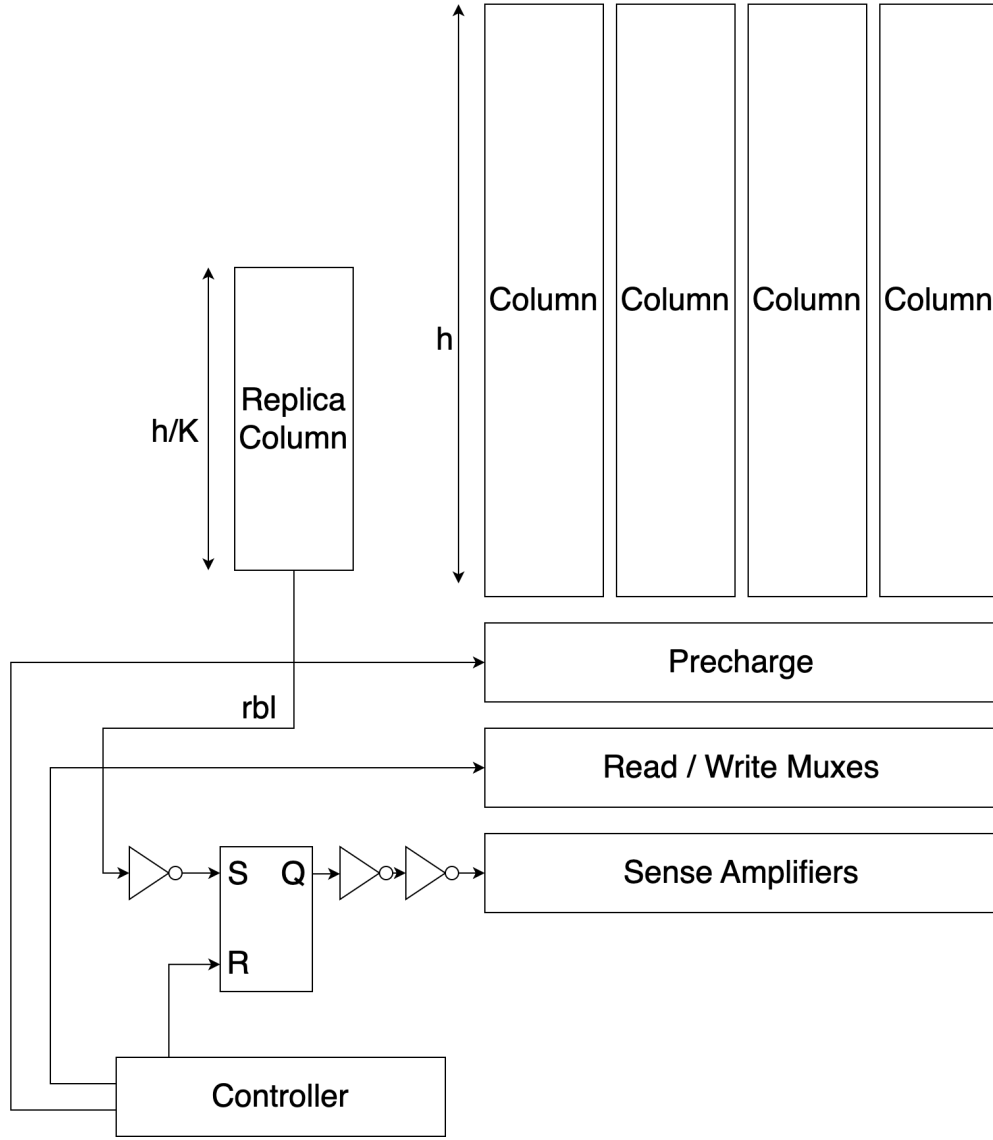 Column
Column
Column
Column
h
Replica
Column
h/K
Precharge
rbl
Read / Write Muxes
S
Q
Sense Amplifiers
R
Controller